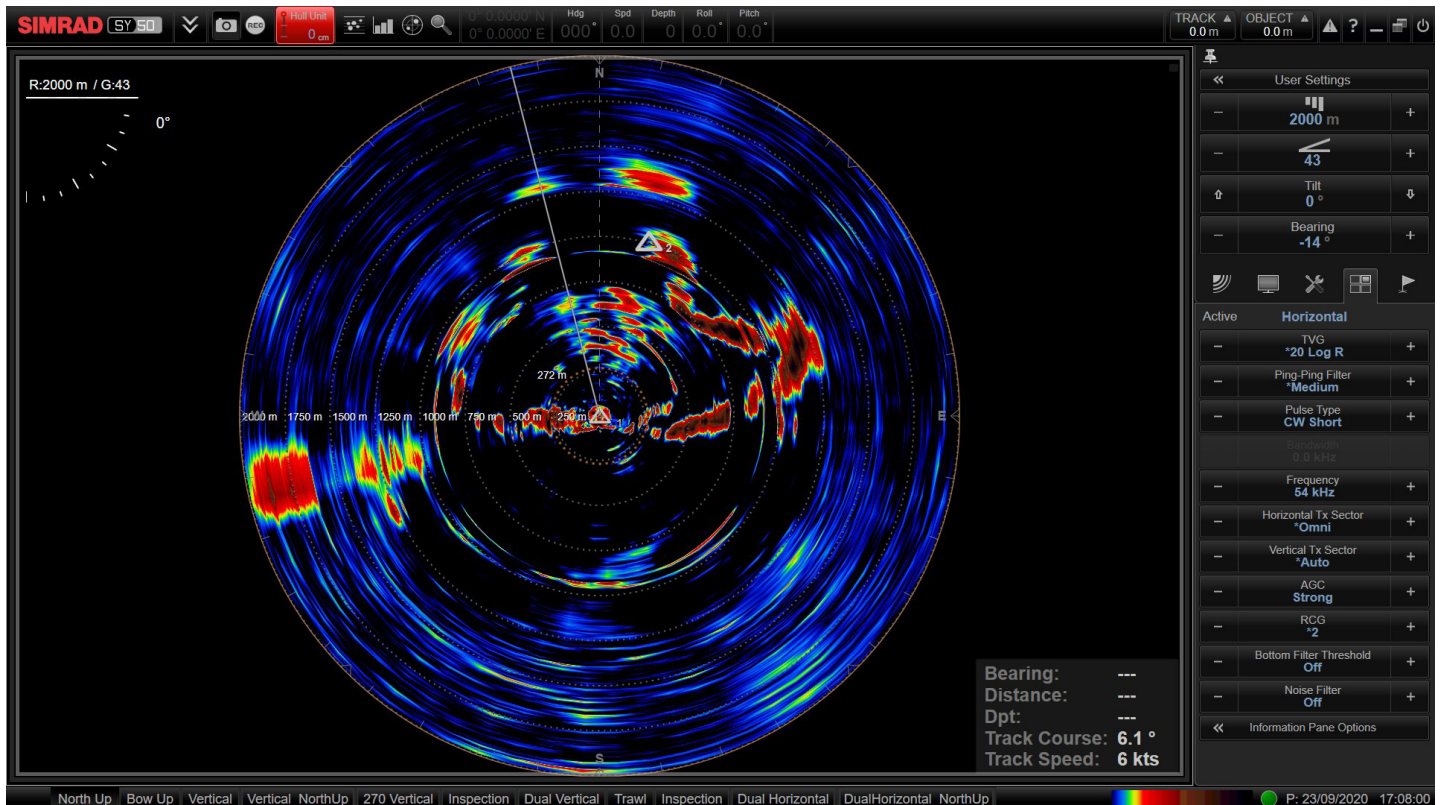 SIMRAD SY50
REC
Hull Unit
0 cm
0° 0.0000' N
0° 0.0000' E
Hdg
000°
Spd
0.0
Depth
0
Roll
0.0°
Pitch
0.0°
TRACK
0.0 m
OBJECT
0.0 m
?
R:2000 m / G:43
0°
N
2
272 m
2000 m 1750 m 1500 m 1250 m 1000 m 750 m 500 m 250 m
W
E
S
Bearing: ---
Distance: ---
Dpt: ---
Track Course: 6.1 °
Track Speed: 6 kts
User Settings
2000 m
43
Tilt
0 °
Bearing
-14 °
Active Horizontal
TVG
*20 Log R
Ping-Ping Filter
*Medium
Pulse Type
CW Short
Bandwidth
0.0 kHz
Frequency
54 kHz
Horizontal Tx Sector
*Omni
Vertical Tx Sector
*Auto
AGC
Strong
RCG
*2
Bottom Filter Threshold
Off
Noise Filter
Off
Information Pane Options
North Up Bow Up Vertical Vertical_NorthUp 270 Vertical Inspection Dual Vertical Trawl Inspection Dual Horizontal DualHorizontal_NorthUp
P: 23/09/2020 17:08:00